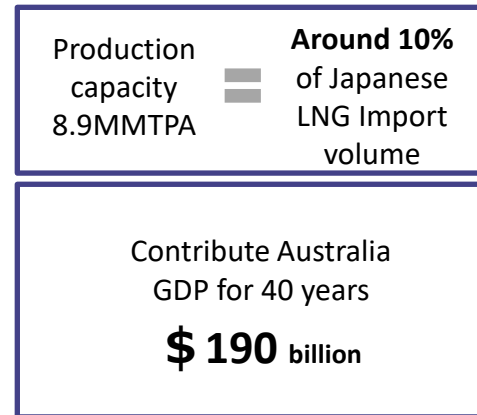 Production
capacity
8.9MMTPA
=
Around 10%
of Japanese
LNG Import
volume
Contribute Australia
GDP for 40 years
$ 190 billion